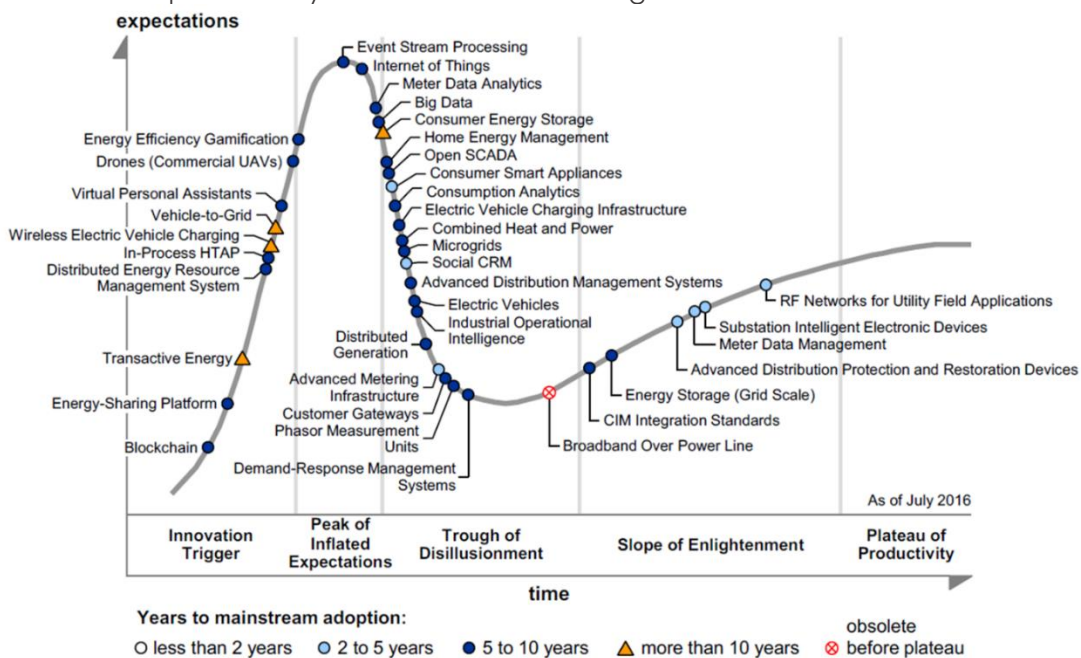 expectations
Event Stream Processing
Internet of Things
Meter Data Analytics
Big Data
Consumer Energy Storage
Home Energy Management
Open SCADA
Consumer Smart Appliances
Consumption Analytics
Electric Vehicle Charging Infrastructure
Combined Heat and Power
Microgrids
Social CRM
Advanced Distribution Management Systems
Electric Vehicles
Industrial Operational
Intelligence
Energy Efficiency Gamification
Drones (Commercial UAVs)
Virtual Personal Assistants
Vehicle-to-Grid
Wireless Electric Vehicle Charging
In-Process HTAP
Distributed Energy Resource
Management System
Transactive Energy
Energy-Sharing Platform
Blockchain
Distributed
Generation
Advanced Metering
Infrastructure
Customer Gateways
Phasor Measurement
Units
Demand-Response Management
Systems
RF Networks for Utility Field Applications
Substation Intelligent Electronic Devices
Meter Data Management
Advanced Distribution Protection and Restoration Devices
Energy Storage (Grid Scale)
CIM Integration Standards
Broadband Over Power Line
As of July 2016
Innovation
Trigger
Peak of
Inflated
Expectations
Trough of
Disillusionment
Slope of Enlightenment
Plateau of
Productivity
time
Years to mainstream adoption:
less than 2 years
2 to 5 years
5 to 10 years
more than 10 years
obsolete
before plateau